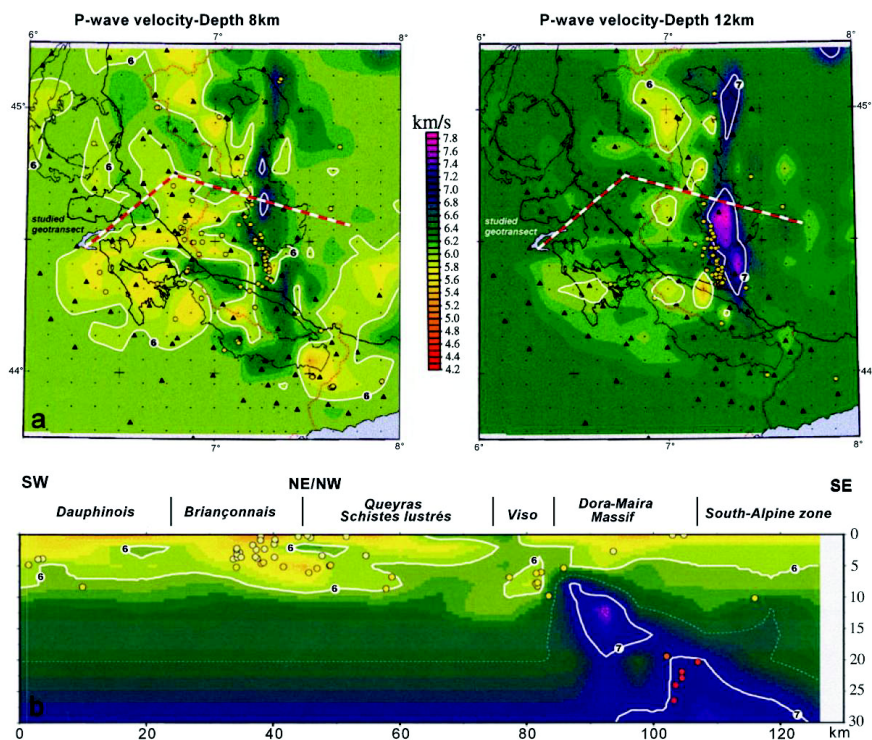 P-wave velocity-Depth 8km
P-wave velocity-Depth 12km
6° 7° 8°
6° 7° 8°
45°
44°
45°
44°
6
6
6
6
6
6
7
7
km/s
7.8
7.6
7.4
7.2
7.0
6.8
6.6
6.4
6.2
6.0
5.8
5.6
5.4
5.2
5.0
4.8
4.6
4.4
4.2
studied
geotransect
studied
geotransect
a
7° 8°
6° 7° 8°
SW NE/NW SE
Dauphinois Briançonnais Queyras
Schistes lustrés Viso Dora-Maira
Massif South-Alpine zone
6 6 6 6 6 6
7
7
0
5
10
15
20
25
30
b
0 20 40 60 80 100 120 km